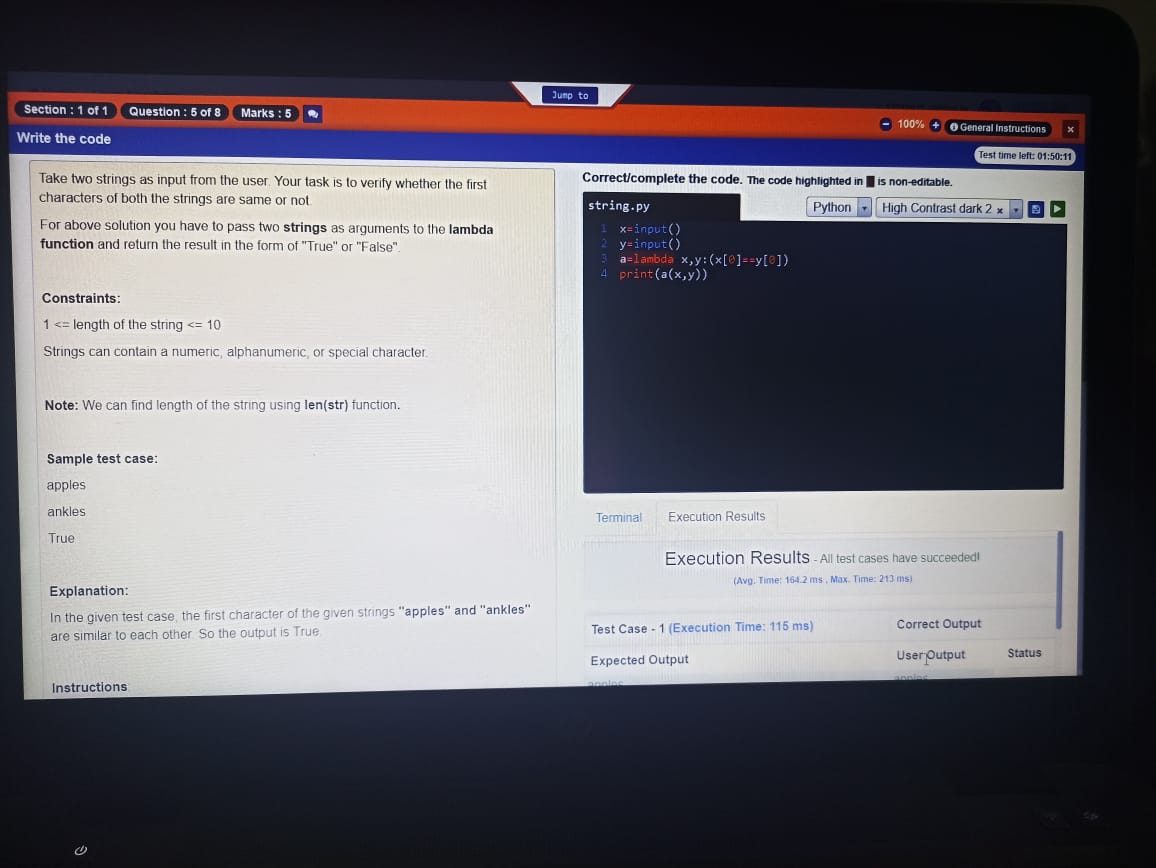 Jump to
Section : 1 of 1 Question : 5 of 8 Marks : 5
100% General Instructions ×
Write the code
Test time left: 01:50:11
Take two strings as input from the user. Your task is to verify whether the first
characters of both the strings are same or not.
For above solution you have to pass two strings as arguments to the lambda
function and return the result in the form of "True" or "False".
Constraints:
1 <= length of the string <= 10
Strings can contain a numeric, alphanumeric, or special character.
Note: We can find length of the string using len(str) function.
Sample test case:
apples
ankles
True
Explanation:
In the given test case, the first character of the given strings "apples" and "ankles"
are similar to each other. So the output is True.
Instructions
Correct/complete the code. The code highlighted in is non-editable.
string.py
Python High Contrast dark 2 ×
1 x=input()
2 y=input()
3 a=lambda x,y:(x[0]==y[0])
4 print(a(x,y))
Terminal Execution Results
Execution Results - All test cases have succeeded!
(Avg. Time: 164.2 ms , Max. Time: 213 ms)
Test Case - 1 (Execution Time: 115 ms) Correct Output
Expected Output User Output Status
apples apples